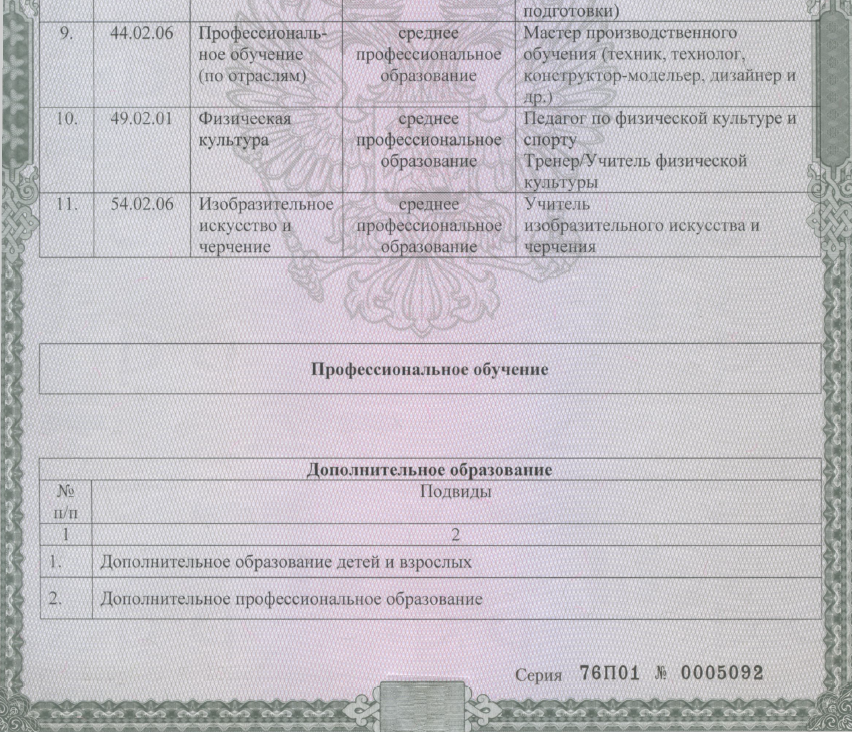 подготовки)
9. 44.02.06 Профессиональ- среднее Мастер производственного
ное обучение профессиональное обучения (техник, технолог,
(по отраслям) образование конструктор-модельер, дизайнер и
др.)
10. 49.02.01 Физическая среднее Педагог по физической культуре и
культура профессиональное спорту
образование Тренер/Учитель физической
культуры
11. 54.02.06 Изобразительное среднее Учитель
искусство и профессиональное изобразительного искусства и
черчение образование черчения
Профессиональное обучение
Дополнительное образование
№ Подвиды
п/п
1 2
1. Дополнительное образование детей и взрослых
2. Дополнительное профессиональное образование
Серия 76П01 № 0005092